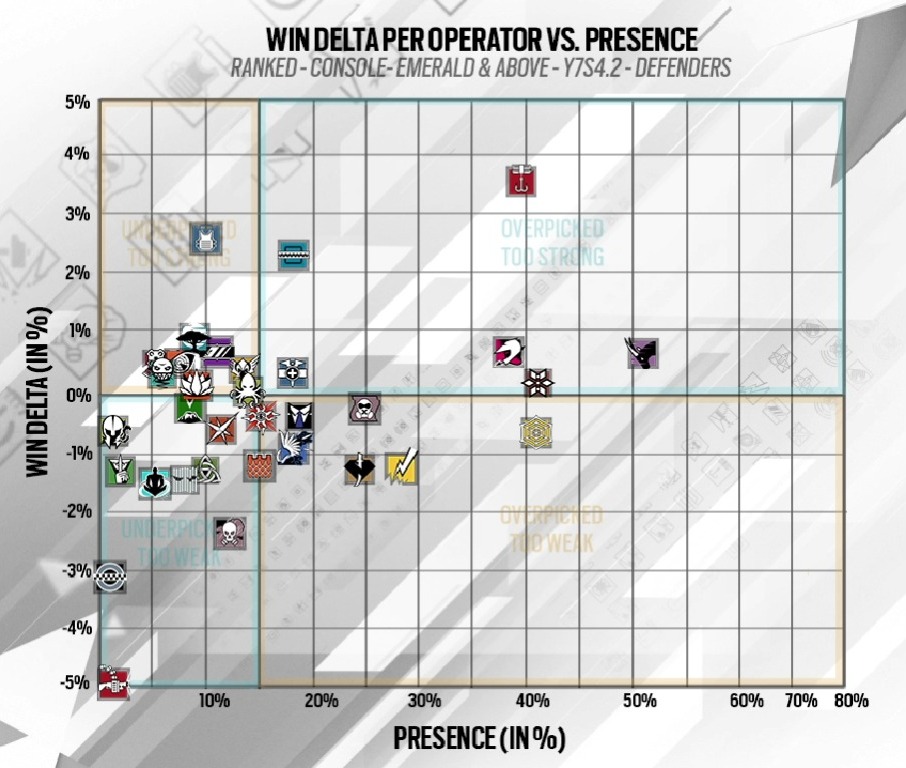 WIN DELTA PER OPERATOR VS. PRESENCE
RANKED - CONSOLE- EMERALD & ABOVE - Y7S4.2 - DEFENDERS
5%
4%
3%
2%
1%
0%
-1%
-2%
-3%
-4%
-5%
WIN DELTA (IN %)
TOO STRONG
OVERPICKED
TOO STRONG
UNDERPICKED
TOO WEAK
OVERPICKED
TOO WEAK
10%
20%
30%
40%
50%
60%
70%
80%
PRESENCE (IN %)